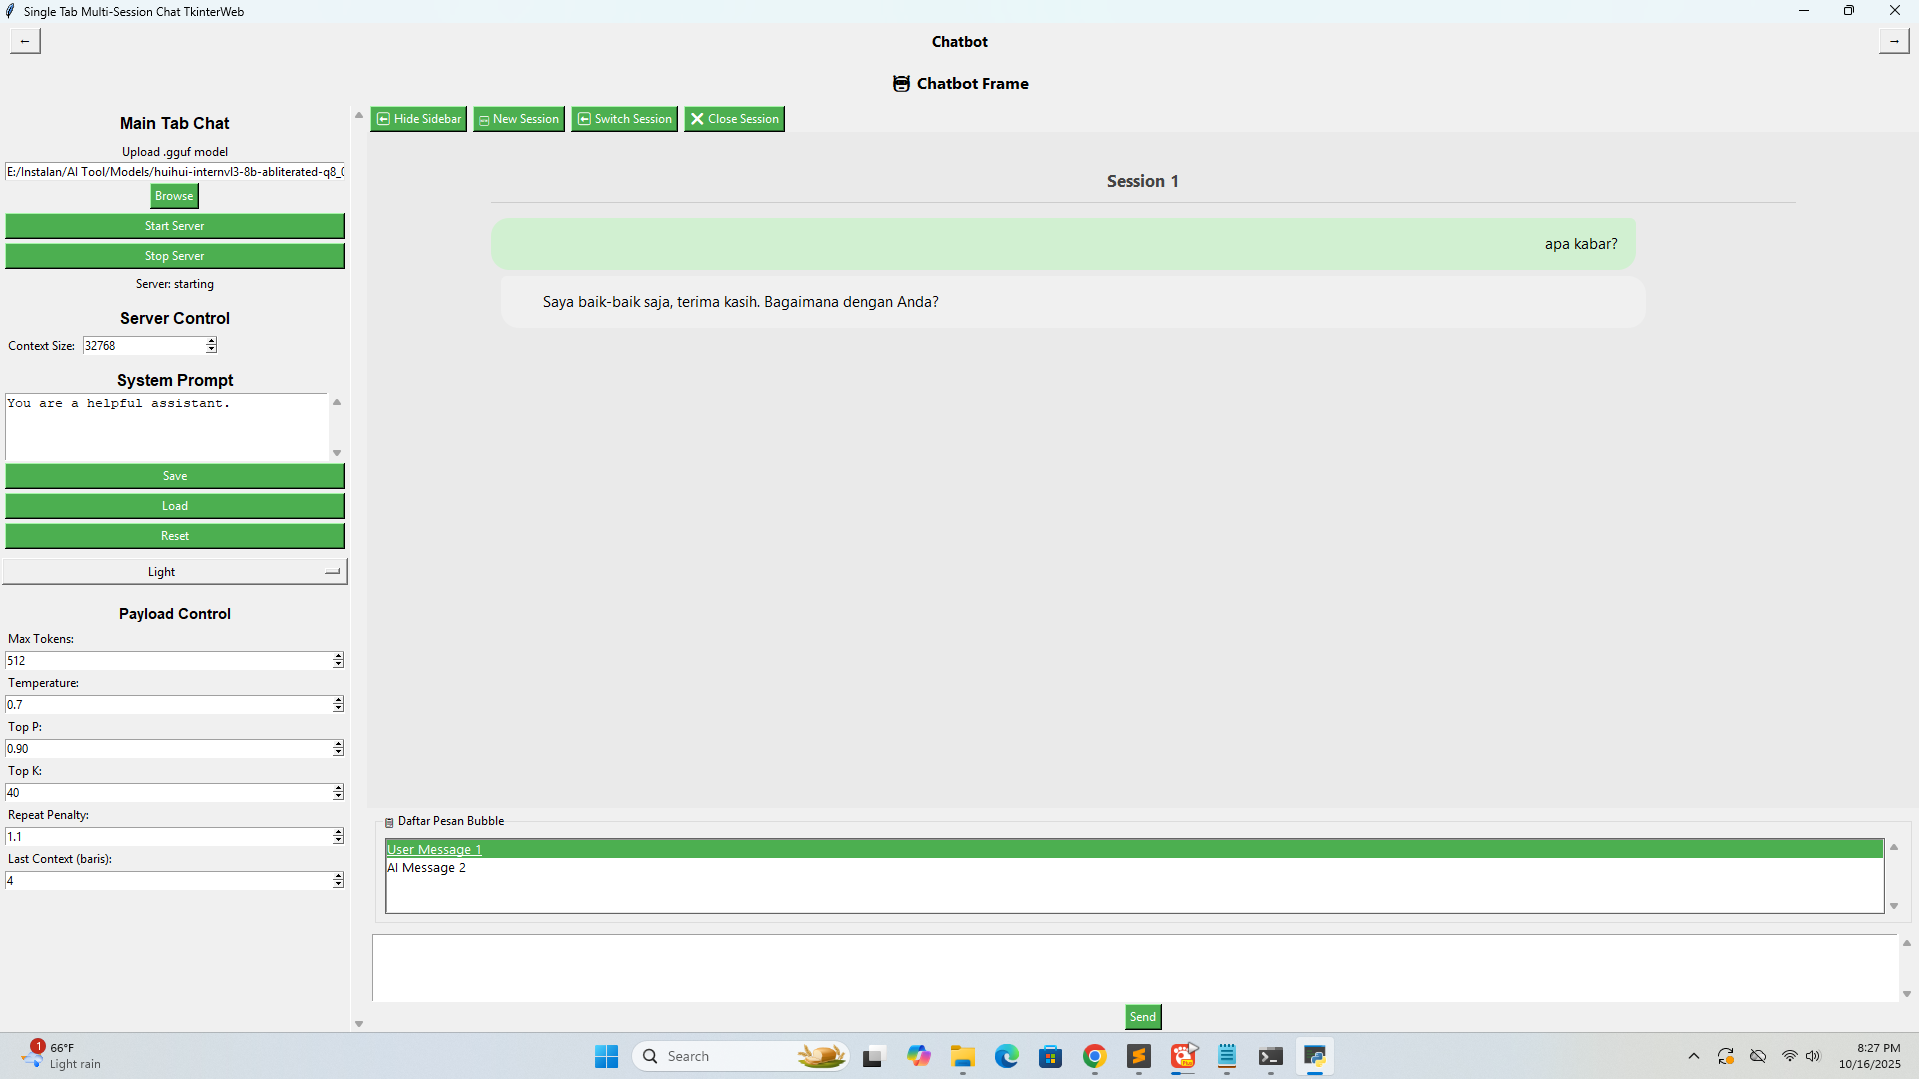 Single Tab Multi-Session Chat TkinterWeb
←
Chatbot
→
Chatbot Frame
Main Tab Chat
Upload .gguf model
E:/Instalan/AI Tool/Models/huihui-internvl3-8b-abliterated-q8_0
Browse
Start Server
Stop Server
Server: starting
Server Control
Context Size: 32768
System Prompt
You are a helpful assistant.
Save
Load
Reset
Light
Payload Control
Max Tokens:
512
Temperature:
0.7
Top P:
0.90
Top K:
40
Repeat Penalty:
1.1
Last Context (baris):
4
Hide Sidebar New Session Switch Session Close Session
Session 1
apa kabar?
Saya baik-baik saja, terima kasih. Bagaimana dengan Anda?
Daftar Pesan Bubble
User Message 1
AI Message 2
Send
1
66°F
Light rain
Search
8:27 PM
10/16/2025